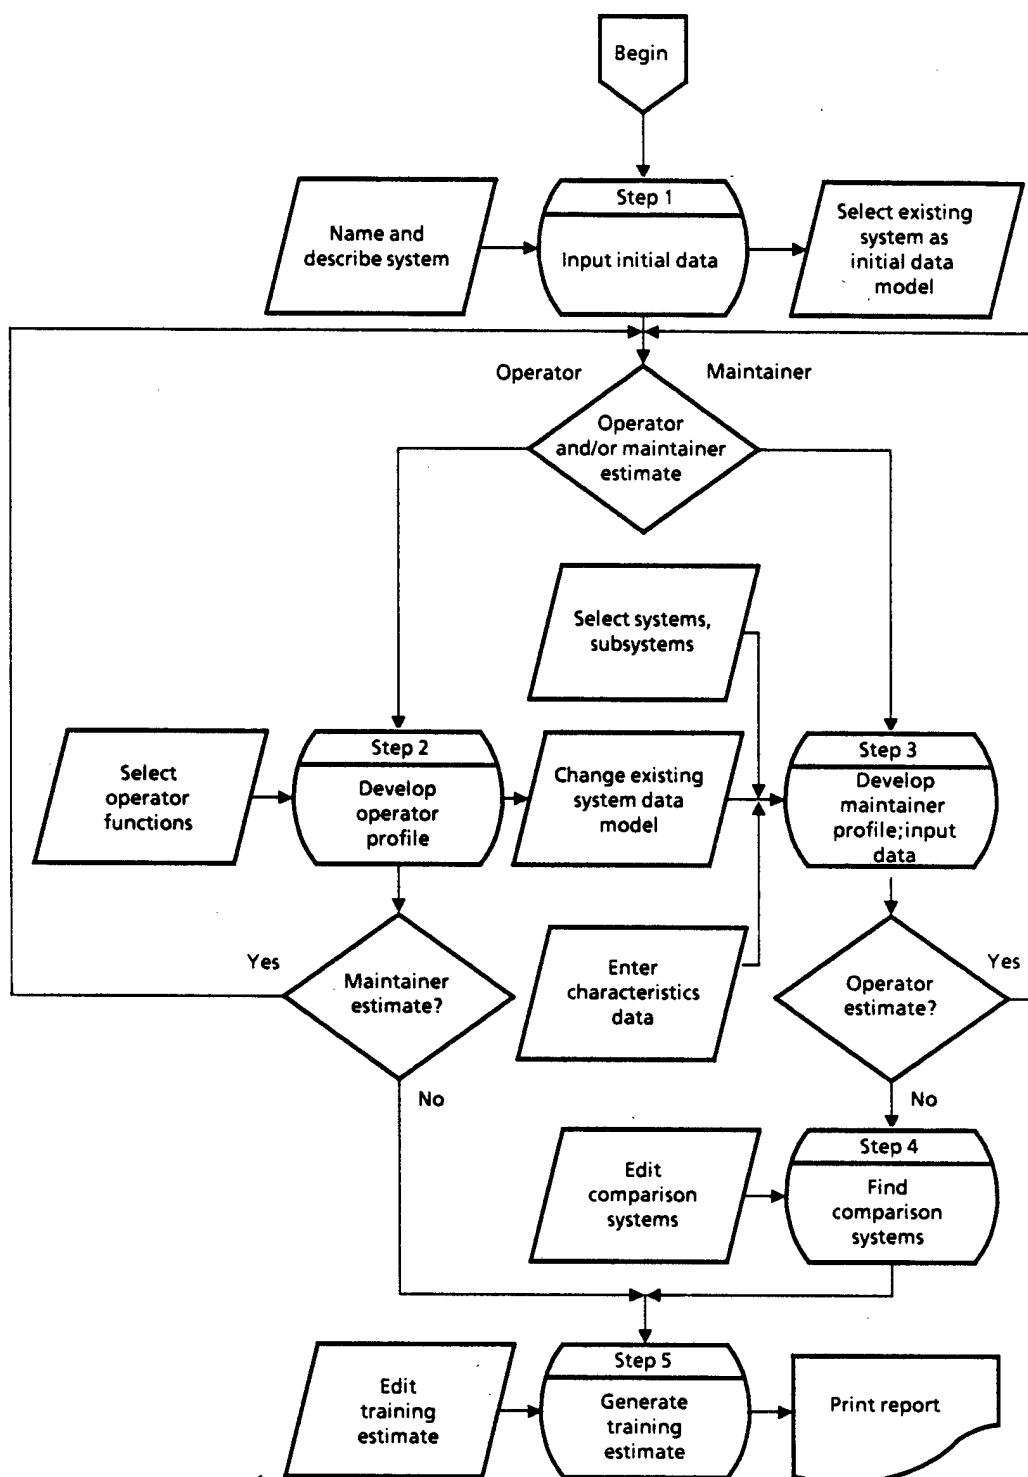 Begin
Step 1
Name and
describe system
Input initial data
Select existing
system as
initial data
model
Operator
Maintainer
Operator
and/or maintainer
estimate
Select systems,
subsystems
Step 2
Select
operator
functions
Develop
operator
profile
Change existing
system data
model
Step 3
Develop
maintainer
profile;input
data
Yes
Maintainer
estimate?
No
Enter
characteristics
data
Operator
estimate?
Yes
No
Step 4
Edit
comparison
systems
Find
comparison
systems
Step 5
Edit
training
estimate
Generate
training
estimate
Print report